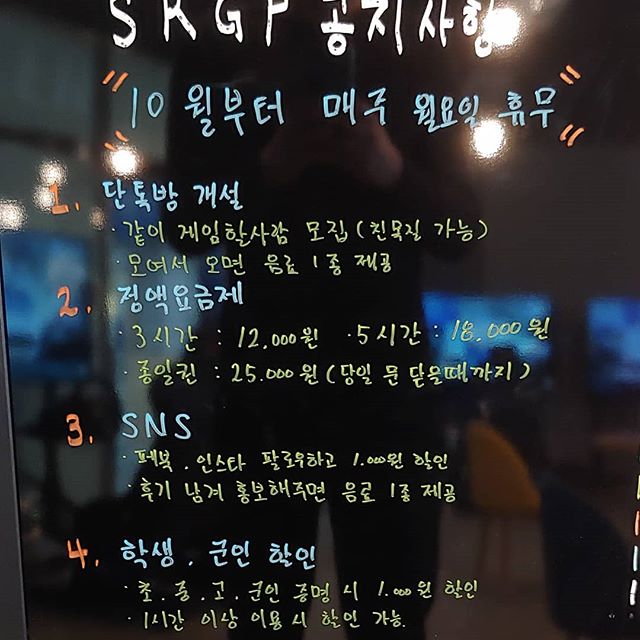 SRGP 공지사항
"10월부터 매주 월요일 휴무"
1. 단톡방 개설
· 같이 게임할사람 모집 (친목질 가능)
· 모여서 오면 음료 1종 제공
2. 정액요금제
· 3시간 : 12,000원 · 5시간 : 18,000원
· 종일권 : 25.000원 (당일 문 닫을때까지)
3. SNS
· 페북. 인스타 팔로우하고 1.000원 할인
· 후기 남겨 홍보해주면 음료 1종 제공
4. 학생. 군인 할인
· 초. 중. 고. 군인 증명 시 1.000원 할인
· 1시간 이상 이용 시 할인 가능.